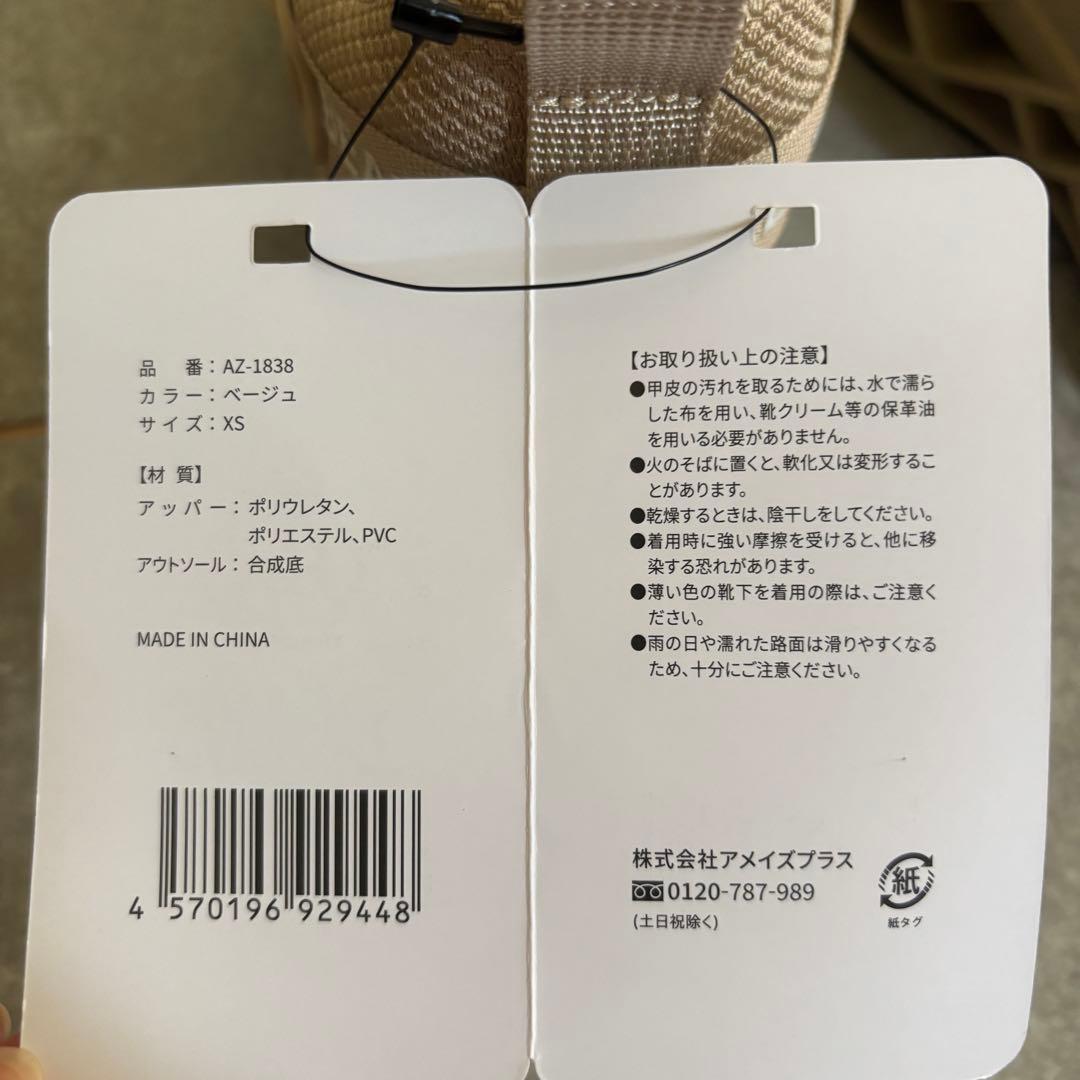 品番：AZ-1838
カラー：ベージュ
サイズ：XS
【材質】
アッパー：ポリウレタン、
ポリエステル、PVC
アウトソール：合成底
MADE IN CHINA
4 570196 929448
【お取り扱い上の注意】
●甲皮の汚れを取るためには、水で濡ら
した布を用い、靴クリーム等の保革油
を用いる必要がありません。
●火のそばに置くと、軟化又は変形するこ
とがあります。
●乾燥するときは、陰干しをしてください。
●着用時に強い摩擦を受けると、他に移
染する恐れがあります。
●薄い色の靴下を着用の際は、ご注意く
ださい。
●雨の日や濡れた路面は滑りやすくなる
ため、十分にご注意ください。
株式会社アメイズプラス
0120-787-989
(土日祝除く)
紙
紙タグ